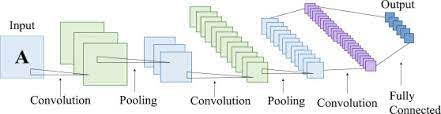 Input
A
Convolution
Pooling
Convolution
Pooling
Convolution
Fully
Connected
Output